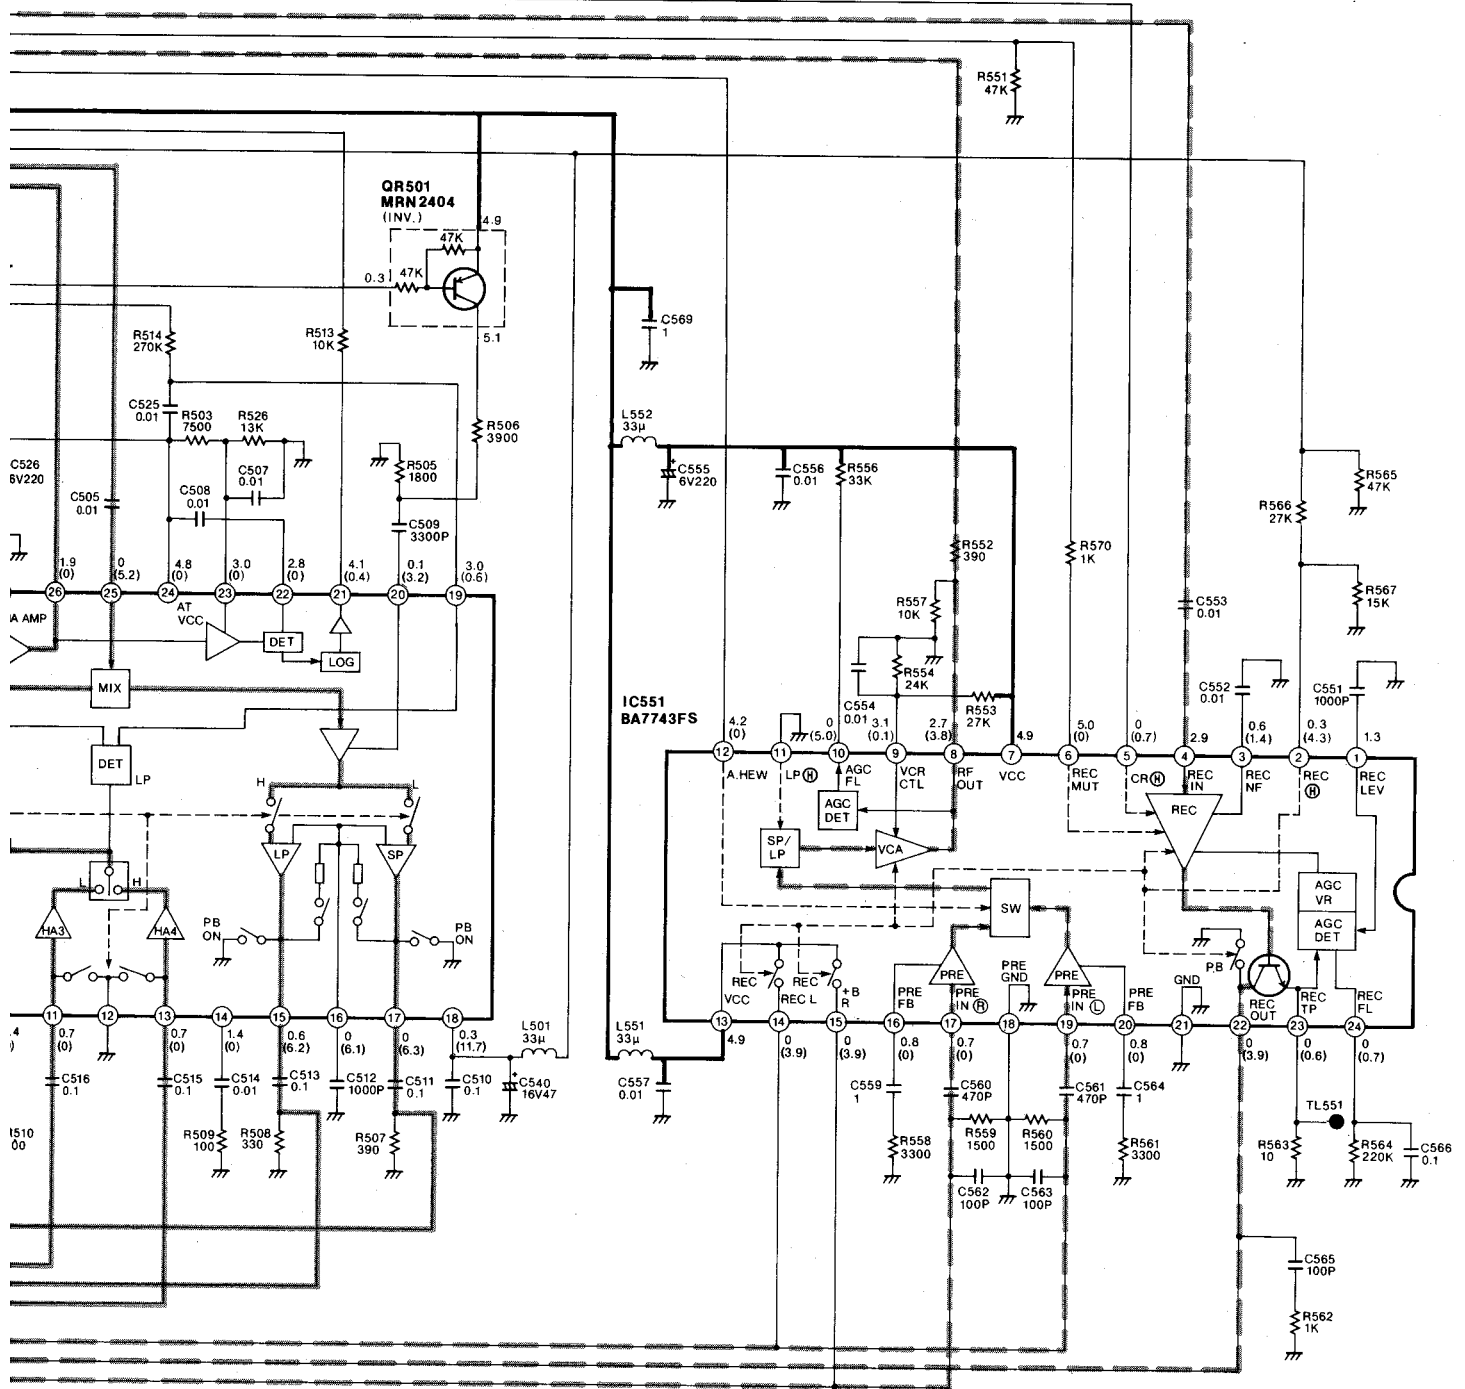 R551
47K
QR501
MRN2404
(INV.)
4.9
47K
0.3
47K
5.1
R514
270K
R513
10K
C569
1
C525
0.01
R503
7500
R526
13K
R506
3900
L552
33µ
C526
6V220
C507
0.01
R505
1800
C555
6V220
C556
0.01
R556
33K
R565
47K
C505
0.01
C508
0.01
C509
3300P
R566
27K
R552
390
R570
1K
1.9
(0)
0
(5.2)
4.8
(0)
3.0
(0)
2.8
(0)
4.1
(0.4)
0.1
(3.2)
3.0
(0.6)
26
25
24
23
22
21
20
19
R557
10K
C553
0.01
R567
15K
A AMP
AT
VCC
DET
LOG
MIX
R554
24K
C554
0.01
R553
27K
C552
0.01
C551
1000P
IC551
BA7743FS
4.2
(0)
0
(5.0)
3.1
(0.1)
2.7
(3.8)
4.9
5.0
(0)
0
(0.7)
2.9
0.6
(1.4)
0.3
(4.3)
1.3
12
11
10
9
8
7
6
5
4
3
2
1
A.HEW
LP H
AGC
FL
VCR
CTL
RF
OUT
VCC
REC
MUT
CR H
REC
IN
REC
NF
REC
H
REC
LEV
DET
LP
H
L
AGC
DET
REC
SP/
LP
VCA
LP
SP
L
H
HA3
HA4
PB
ON
PB
ON
SW
AGC
VR
AGC
DET
PB
REC
VCC
REC
REC L
+B
R
PRE
FB
PRE
PRE
IN R
PRE
GND
PRE
PRE
IN L
PRE
FB
GND
REC
OUT
REC
TP
REC
FL
11
12
13
14
15
16
17
18
13
14
15
16
17
18
19
20
21
22
23
24
0.7
(0)
0.7
(0)
1.4
(0)
0.6
(6.2)
0
(6.1)
0
(6.3)
0.3
(11.7)
L501
33µ
L551
33µ
4.9
0
(3.9)
0
(3.9)
0.8
(0)
0.7
(0)
0.7
(0)
0.8
(0)
0
(3.9)
0
(0.6)
0
(0.7)
C516
0.1
C515
0.1
C514
0.01
C513
0.1
C512
1000P
C511
0.1
C510
0.1
C540
16V47
C557
0.01
C559
1
C560
470P
C561
470P
C564
1
TL551
R509
100
R508
330
R507
390
R558
3300
R559
1500
R560
1500
R561
3300
R563
10
R564
220K
C566
0.1
C562
100P
C563
100P
C565
100P
R562
1K